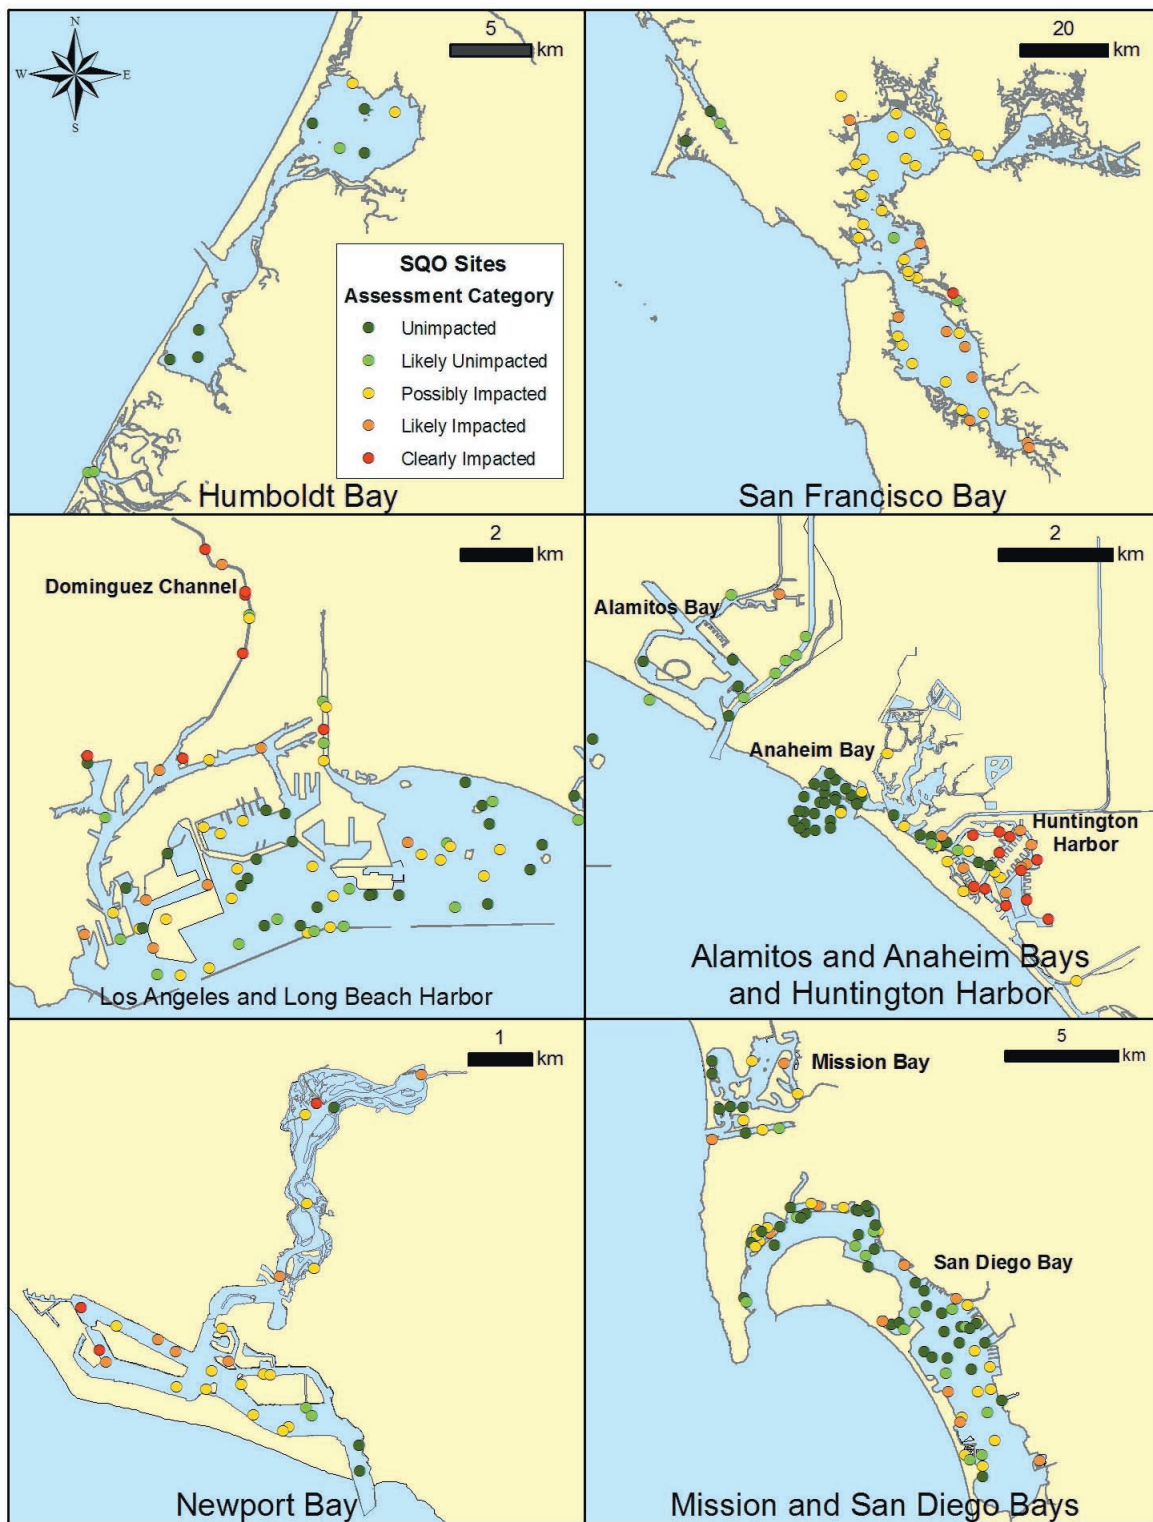 N
W E
S
5
km
SQO Sites
Assessment Category
Unimpacted
Likely Unimpacted
Possibly Impacted
Likely Impacted
Clearly Impacted
Humboldt Bay
20
km
San Francisco Bay
2
km
Dominguez Channel
Los Angeles and Long Beach Harbor
2
km
Alamitos Bay
Anaheim Bay
Huntington
Harbor
Alamitos and Anaheim Bays
and Huntington Harbor
1
km
Newport Bay
5
km
Mission Bay
San Diego Bay
Mission and San Diego Bays